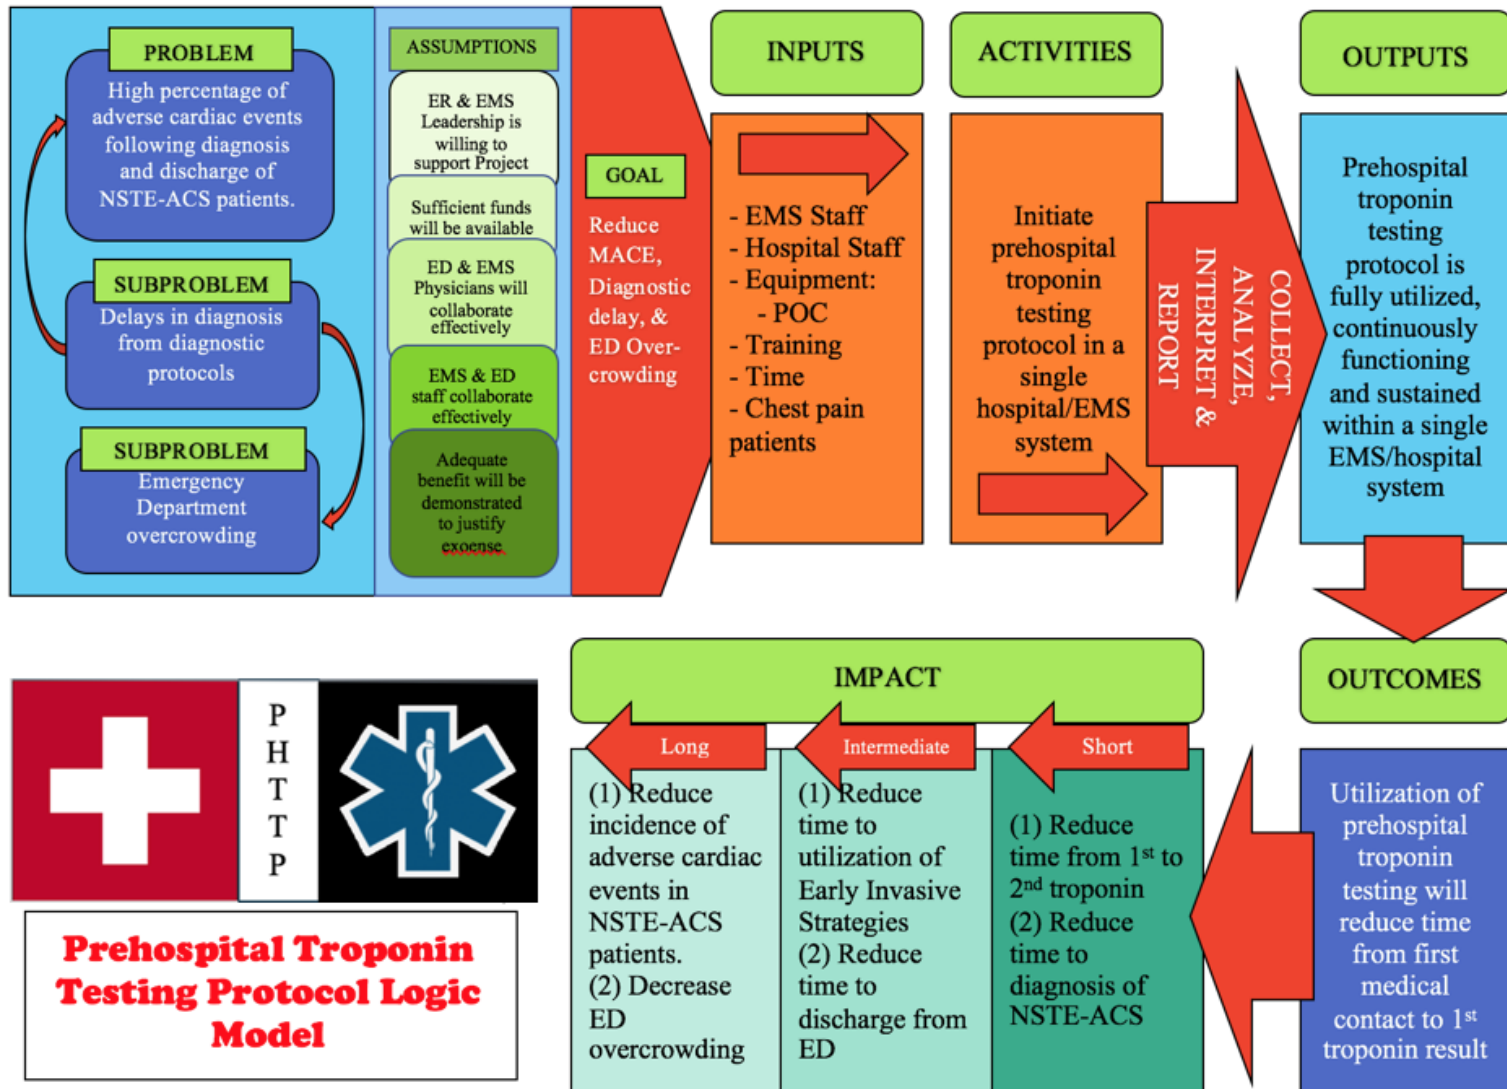 PROBLEM
High percentage of
adverse cardiac events
following diagnosis
and discharge of
NSTE-ACS patients.
SUBPROBLEM
Delays in diagnosis
from diagnostic
protocols
SUBPROBLEM
Emergency
Department
overcrowding
ASSUMPTIONS
ER & EMS
Leadership is
willing to
support Project
Sufficient funds
will be available
ED & EMS
Physicians will
collaborate
effectively
EMS & ED
staff collaborate
effectively
Adequate
benefit will be
demonstrated
to justify
exoense
GOAL
Reduce
MACE,
Diagnostic
delay, &
ED Over-
crowding
INPUTS
- EMS Staff
- Hospital Staff
- Equipment:
- POC
- Training
- Time
- Chest pain
patients
ACTIVITIES
Initiate
prehospital
troponin
testing
protocol in a
single
hospital/EMS
system
COLLECT,
ANALYZE,
INTERPRET &
REPORT
OUTPUTS
Prehospital
troponin
testing
protocol is
fully utilized,
continuously
functioning
and sustained
within a single
EMS/hospital
system
OUTCOMES
Utilization of
prehospital
troponin
testing will
reduce time
from first
medical
contact to 1st
troponin result
IMPACT
Short
(1) Reduce
time from 1st to
2nd troponin
(2) Reduce
time to
diagnosis of
NSTE-ACS
Intermediate
(1) Reduce
time to
utilization of
Early Invasive
Strategies
(2) Reduce
time to
discharge from
ED
Long
(1) Reduce
incidence of
adverse cardiac
events in
NSTE-ACS
patients.
(2) Decrease
ED
overcrowding
P
H
T
T
P
Prehospital Troponin
Testing Protocol Logic
Model